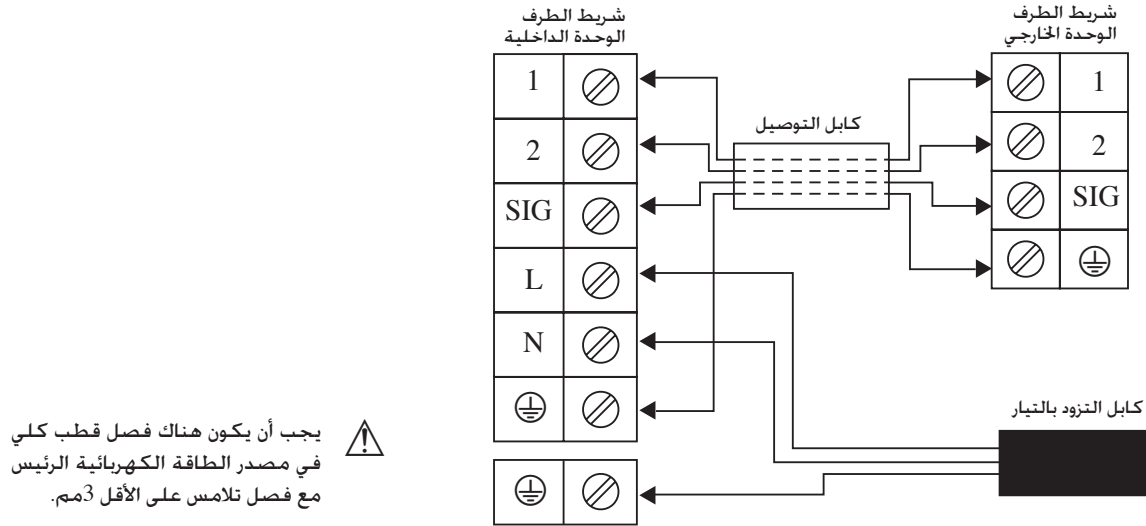 شريط الطرف
الوحدة الخارجي
1
2
SIG
شريط الطرف
الوحدة الداخلية
1
2
SIG
L
N
كابل التوصيل
كابل التزود بالتيار
يجب أن يكون هناك فصل قطب كلي
في مصدر الطاقة الكهربائية الرئيس
مع فصل تلامس على الأقل 3مم.